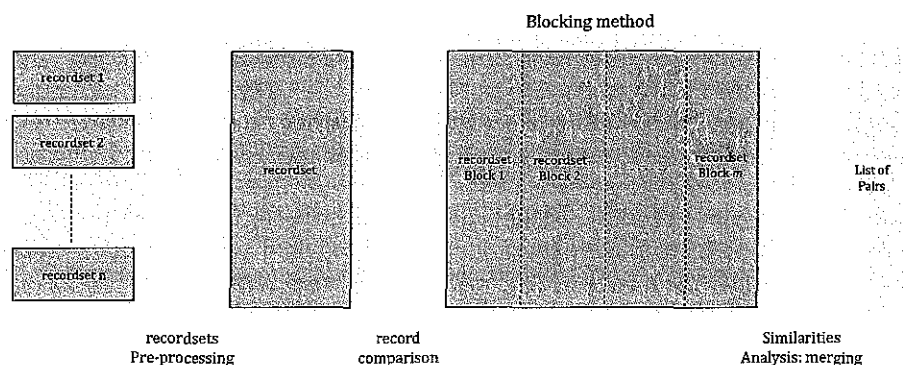 Blocking method
recordset 1
recordset 2
recordset n
recordset
recordset
Block 1
recordset
Block 2
recordset
Block m
List of
Pairs
recordsets
Pre-processing
record
comparison
Similarities
Analysis: merging